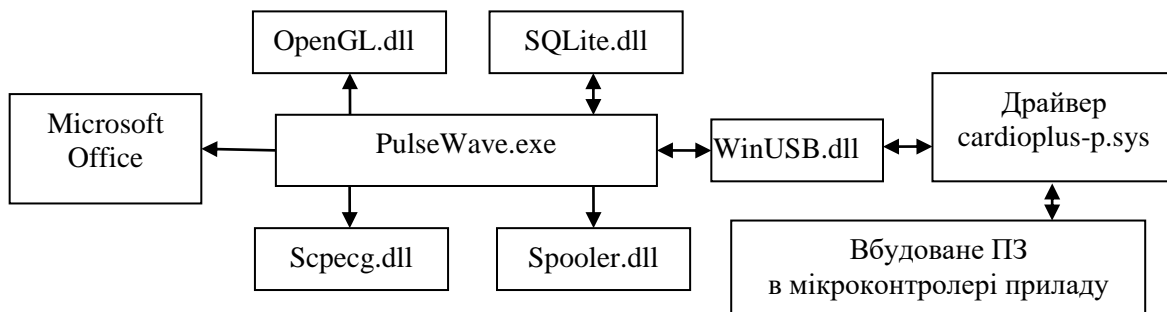 OpenGL.dll
SQLite.dll
Microsoft
Office
PulseWave.exe
WinUSB.dll
Драйвер
cardioplus-p.sys
Scpecg.dll
Spooler.dll
Вбудоване ПЗ
в мікроконтролері приладу